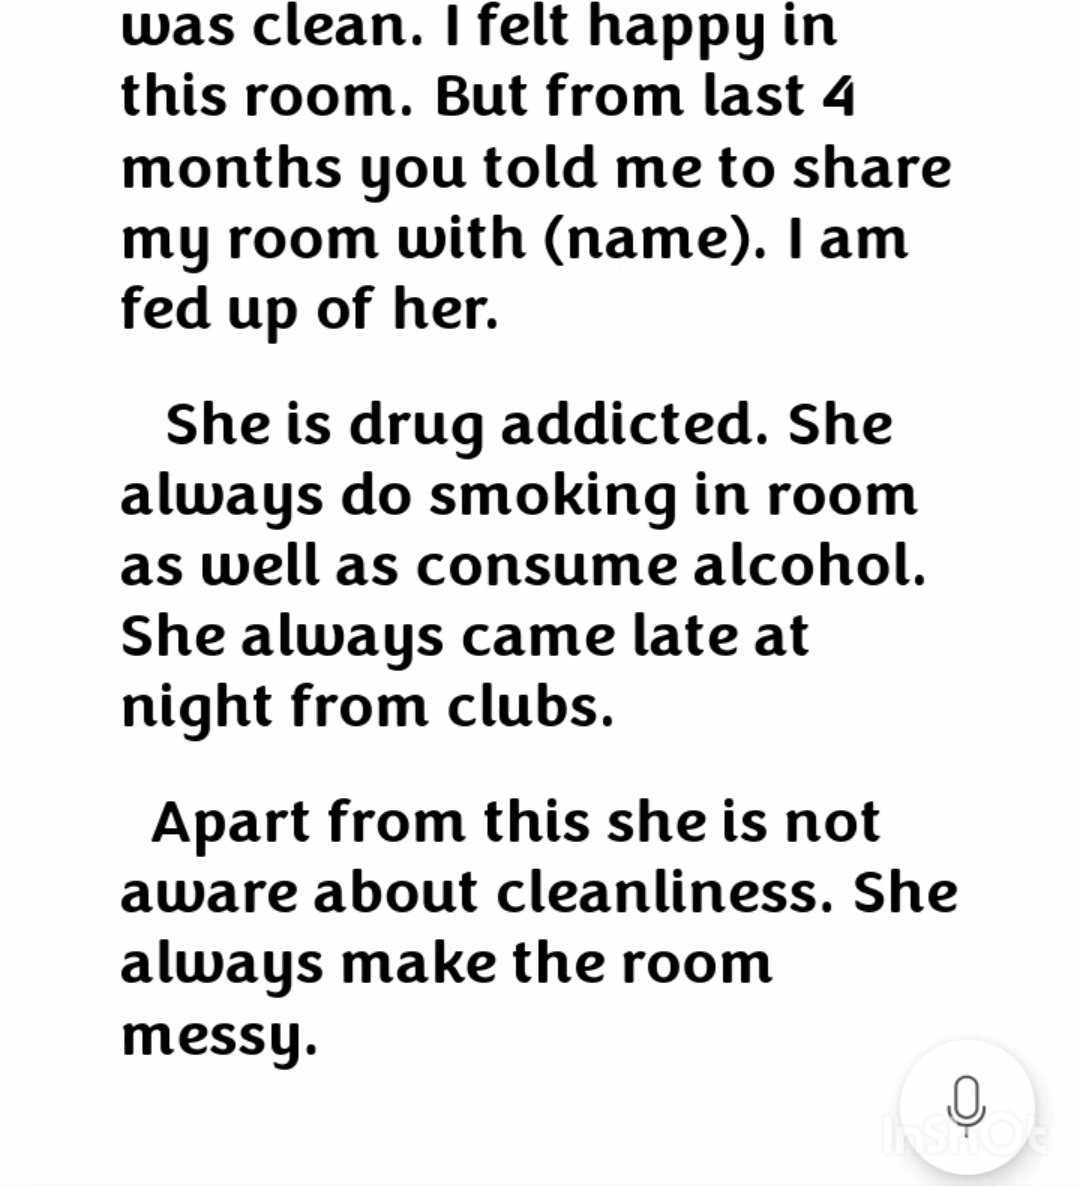 was clean. I felt happy in
this room. But from last 4
months you told me to share
my room with (name). I am
fed up of her.
She is drug addicted. She
always do smoking in room
as well as consume alcohol.
She always came late at
night from clubs.
Apart from this she is not
aware about cleanliness. She
always make the room
messy.
InShOt